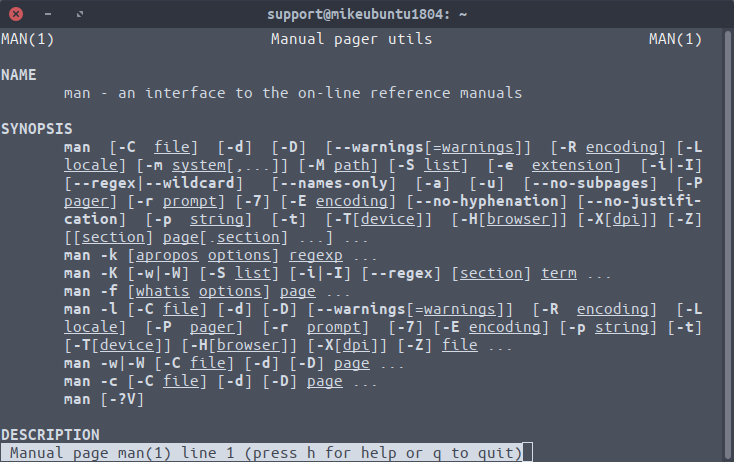 support@mikeubuntu1804: ~
MAN(1) Manual pager utils MAN(1)
NAME
man - an interface to the on-line reference manuals
SYNOPSIS
man [-C file] [-d] [-D] [--warnings[=warnings]] [-R encoding] [-L
locale] [-m system[,...]] [-M path] [-S list] [-e extension] [-i|-I]
[--regex|--wildcard] [--names-only] [-a] [-u] [--no-subpages] [-P
pager] [-r prompt] [-7] [-E encoding] [--no-hyphenation] [--no-justifi-
cation] [-p string] [-t] [-T[device]] [-H[browser]] [-X[dpi]] [-Z]
[[section] page[.section] ...] ...
man -k [apropos options] regexp ...
man -K [-w|-W] [-S list] [-i|-I] [--regex] [section] term ...
man -f [whatis options] page ...
man -l [-C file] [-d] [-D] [--warnings[=warnings]] [-R encoding] [-L
locale] [-P pager] [-r prompt] [-7] [-E encoding] [-p string] [-t]
[-T[device]] [-H[browser]] [-X[dpi]] [-Z] file ...
man -w|-W [-C file] [-d] [-D] page ...
man -c [-C file] [-d] [-D] page ...
man [-?V]
DESCRIPTION
Manual page man(1) line 1 (press h for help or q to quit)